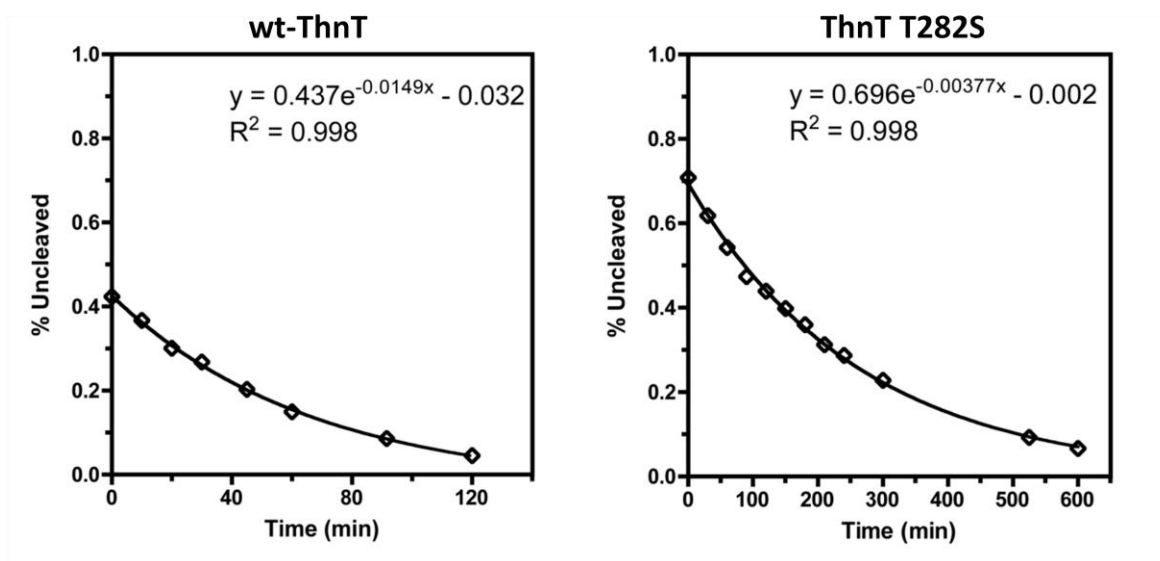 wt-ThnT
y = 0.437e^-0.0149x - 0.032
R² = 0.998
% Uncleaved
1.0
0.8
0.6
0.4
0.2
0.0
0 40 80 120
Time (min)
ThnT T282S
y = 0.696e^-0.00377x - 0.002
R² = 0.998
% Uncleaved
1.0
0.8
0.6
0.4
0.2
0.0
0 100 200 300 400 500 600
Time (min)